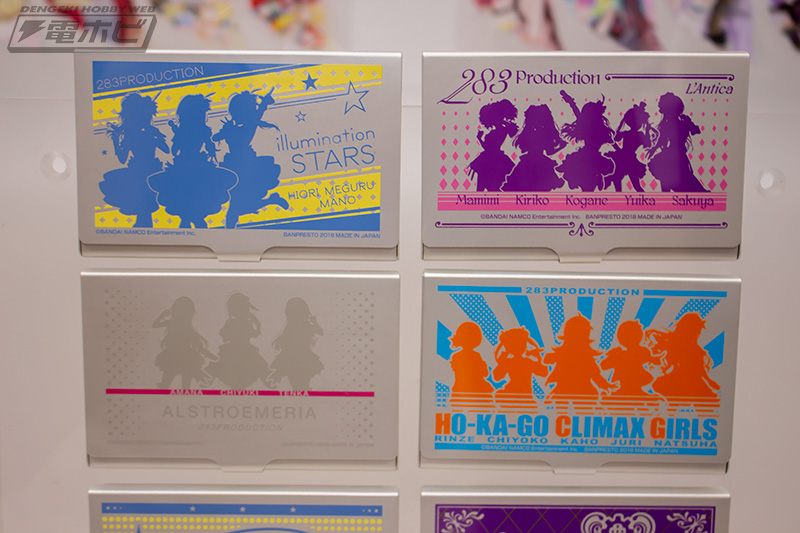 DENGEKI HOBBY WEB
電ホビ
283PRODUCTION
illumination
STARS
HIORI MEGURU
MANO
©BANDAI NAMCO Entertainment Inc. BANPRESTO 2018 MADE IN JAPAN
283 Production
L'Antica
Mamimi Kiriko Kogane Yuika Sakuya
©BANDAI NAMCO Entertainment Inc. BANPRESTO 2018 MADE IN JAPAN
AMANA CHIYUKI TENKA
ALSTROEMERIA
283PRODUCTION
283PRODUCTION
HO-KA-GO CLIMAX GIRLS
RINZE CHIYOKO KAHO JURI NATSUHA
©BANDAI NAMCO Entertainment Inc. BANPRESTO 2018 MADE IN JAPAN